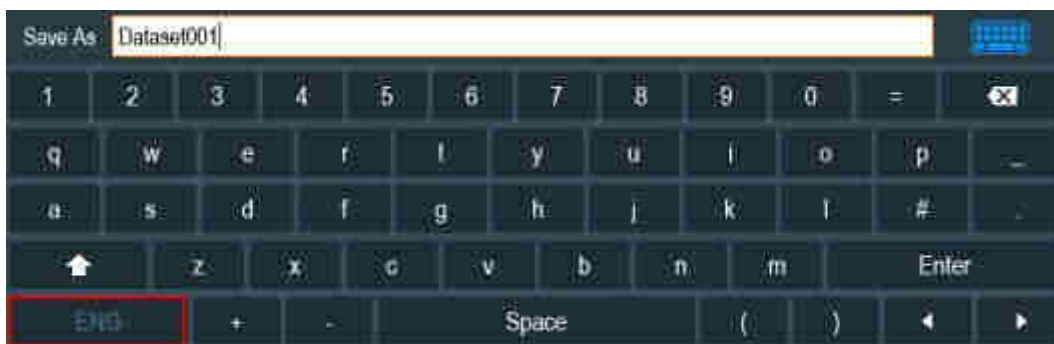 Save As Dataset001
1 2 3 4 5 6 7 8 9 0 =
q w e r t y u i o p _
a s d f g h j k l # .
z x c v b n m Enter
ENG + - Space ( )